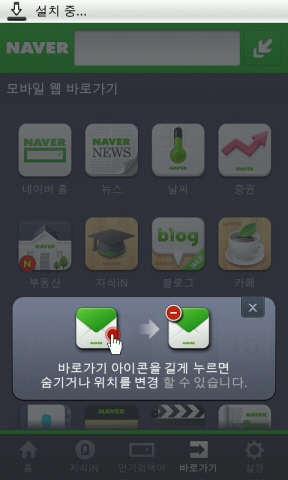 설치 중...
NAVER
모바일 웹 바로가기
NAVER NAVER NEWS NAVER
네이버 홈 뉴스 날씨 증권
N blog WEB
부동산 지식iN 블로그 카페
바로가기 아이콘을 길게 누르면
숨기거나 위치를 변경 할 수 있습니다.
NAVER
홈 지식iN 인기검색어 바로가기 설정